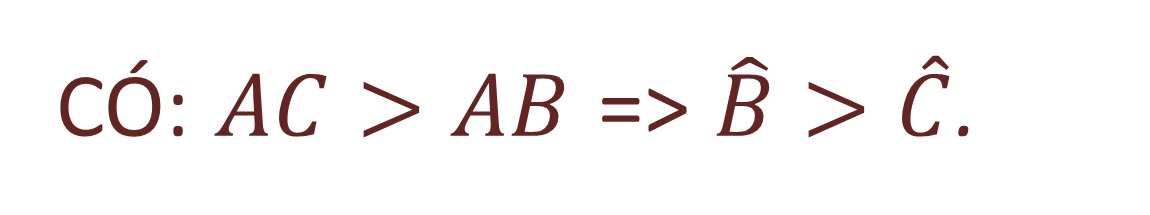 CÓ: AC > AB => B̂ > Ĉ.